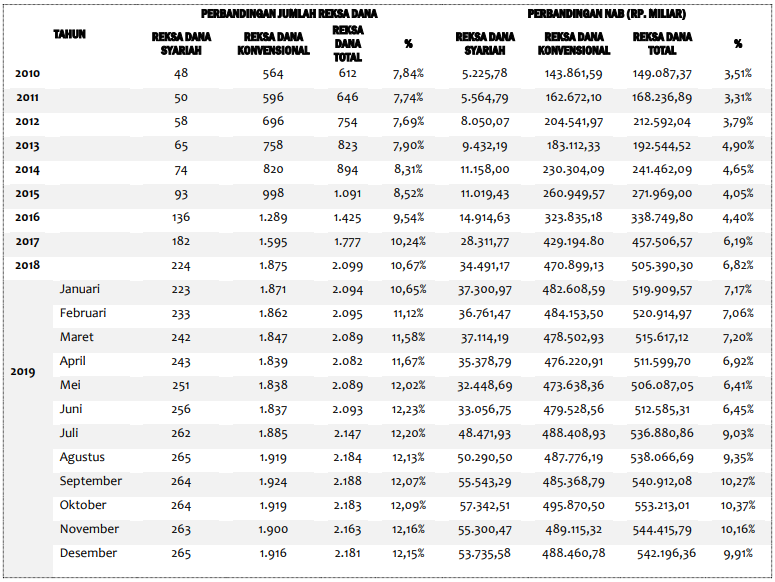 PERBANDINGAN JUMLAH REKSA DANA PERBANDINGAN NAB (RP. MILIAR)
TAHUN REKSA DANA SYARIAH REKSA DANA KONVENSIONAL REKSA DANA TOTAL % REKSA DANA SYARIAH REKSA DANA KONVENSIONAL REKSA DANA TOTAL %
2010 48 564 612 7,84% 5.225,78 143.861,59 149.087,37 3,51%
2011 50 596 646 7,74% 5.564,79 162.672,10 168.236,89 3,31%
2012 58 696 754 7,69% 8.050,07 204.541,97 212.592,04 3,79%
2013 65 758 823 7,90% 9.432,19 183.112,33 192.544,52 4,90%
2014 74 820 894 8,31% 11.158,00 230.304,09 241.462,09 4,65%
2015 93 998 1.091 8,52% 11.019,43 260.949,57 271.969,00 4,05%
2016 136 1.289 1.425 9,54% 14.914,63 323.835,18 338.749,80 4,40%
2017 182 1.595 1.777 10,24% 28.311,77 429.194.80 457.506,57 6,19%
2018 224 1.875 2.099 10,67% 34.491,17 470.899,13 505.390,30 6,82%
Januari 223 1.871 2.094 10,65% 37.300,97 482.608,59 519.909,57 7,17%
Februari 233 1.862 2.095 11,12% 36.761,47 484.153,50 520.914,97 7,06%
Maret 242 1.847 2.089 11,58% 37.114,19 478.502,93 515.617,12 7,20%
April 243 1.839 2.082 11,67% 35.378,79 476.220,91 511.599,70 6,92%
2019
Mei 251 1.838 2.089 12,02% 32.448,69 473.638,36 506.087,05 6,41%
Juni 256 1.837 2.093 12,23% 33.056,75 479.528,56 512.585,31 6,45%
Juli 262 1.885 2.147 12,20% 48.471,93 488.408,93 536.880,86 9,03%
Agustus 265 1.919 2.184 12,13% 50.290,50 487.776,19 538.066,69 9,35%
September 264 1.924 2.188 12,07% 55.543,29 485.368,79 540.912,08 10,27%
Oktober 264 1.919 2.183 12,09% 57.342,51 495.870,50 553.213,01 10,37%
November 263 1.900 2.163 12,16% 55.300,47 489.115,32 544.415,79 10,16%
Desember 265 1.916 2.181 12,15% 53.735,58 488.460,78 542.196,36 9,91%